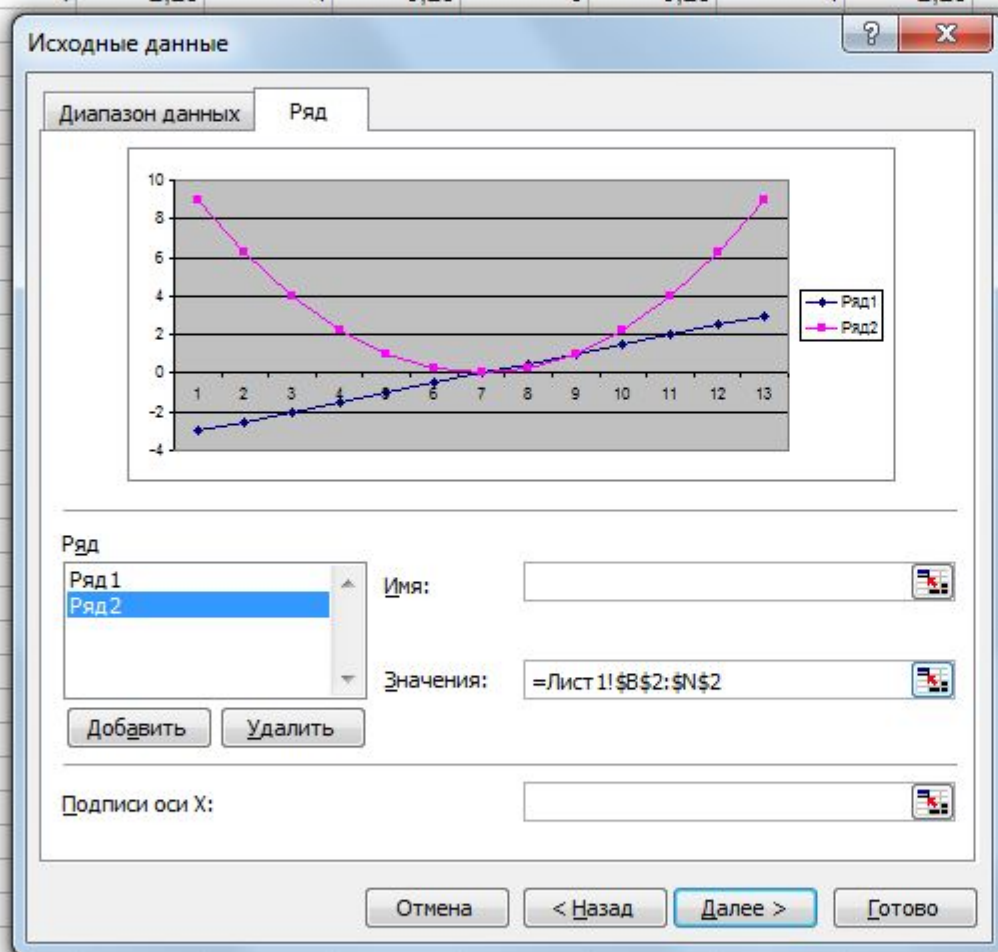 Исходные данные
Диапазон данных Ряд
10
8
6
4
2
0
-2
-4
1 2 3 4 5 6 7 8 9 10 11 12 13
Ряд1
Ряд2
Ряд
Ряд1
Ряд2
Имя:
Значения: =Лист1!$B$2:$N$2
Добавить Удалить
Подписи оси X:
Отмена < Назад Далее > Готово